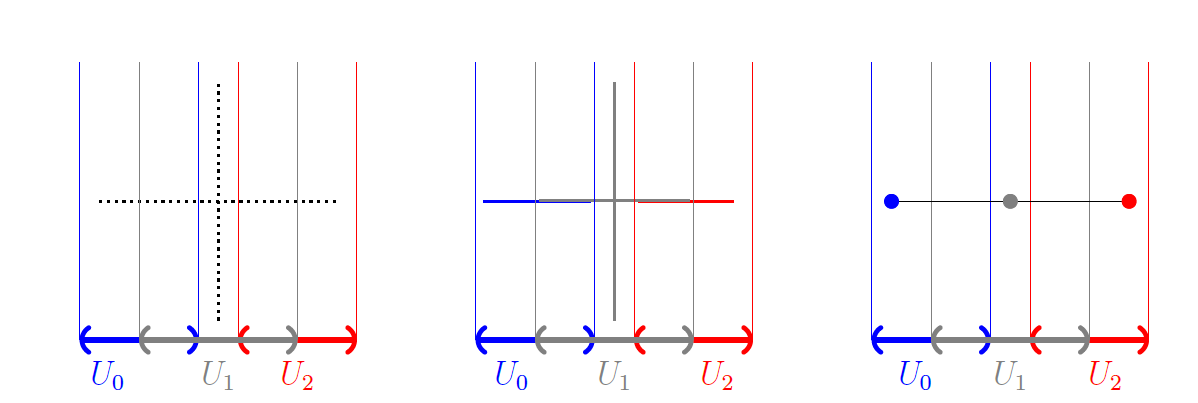 U₀ U₁ U₂ U₀ U₁ U₂ U₀ U₁ U₂